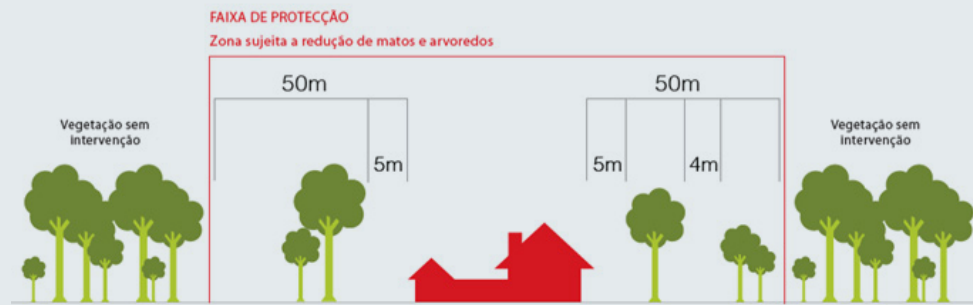 FAIXA DE PROTECÇÃO
Zona sujeita a redução de matos e arvoredos
50m
50m
Vegetação sem
intervenção
Vegetação sem
intervenção
5m
5m
4m